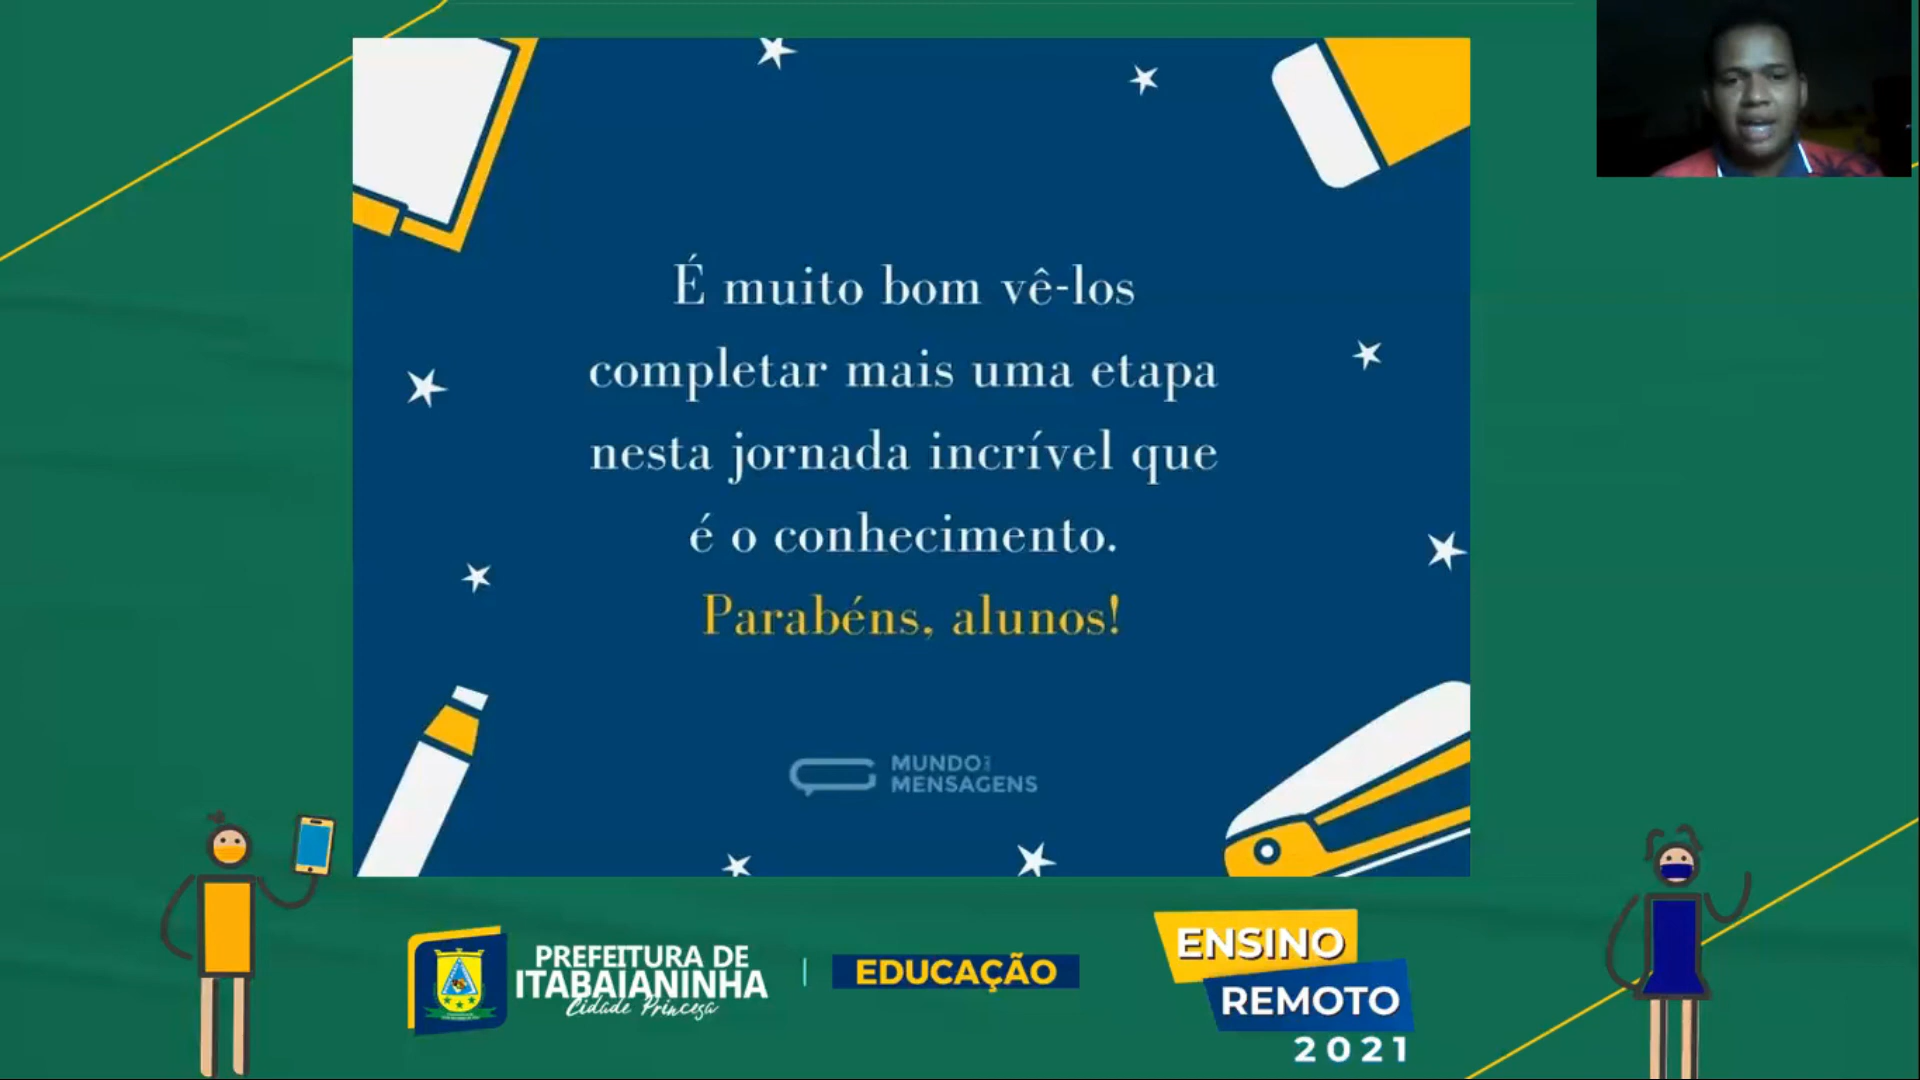 É muito bom vê-los
completar mais uma etapa
nesta jornada incrível que
é o conhecimento.
Parabéns, alunos!
MUNDO DAS
MENSAGENS
PREFEITURA DE
ITABAIANINHA
Cidade Princesa
EDUCAÇÃO
ENSINO
REMOTO
2021